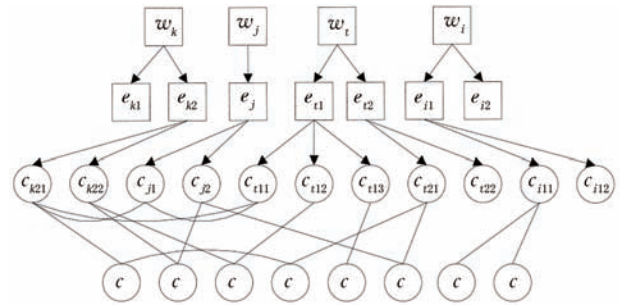 w_k w_j w_t w_i
e_k1 e_k2 e_j e_t1 e_t2 e_i1 e_i2
c_k21 c_k22 c_j1 c_j2 c_t11 c_t12 c_t13 c_t21 c_t22 c_i11 c_i12
c c c c c c c c